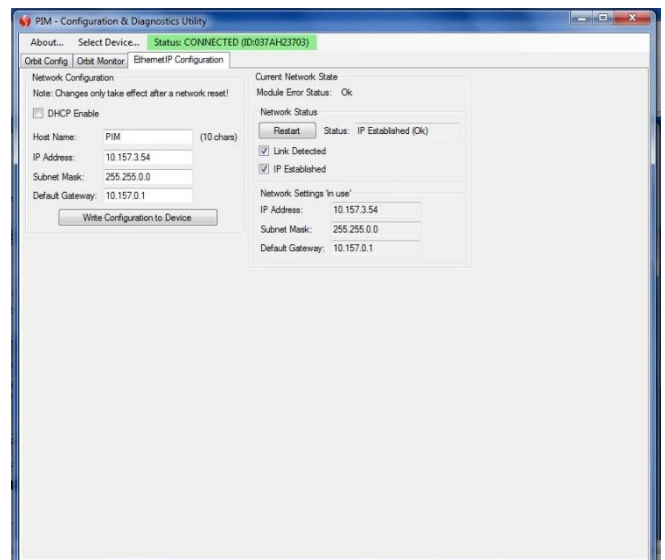 PIM - Configuration & Diagnostics Utility
About... Select Device... Status: CONNECTED (ID:037AH23703)
Orbit Config Orbit Monitor EthernetIP Configuration
Network Configuration
Note: Changes only take effect after a network reset!
DHCP Enable
Host Name: PIM (10 chars)
IP Address: 10.157.3.54
Subnet Mask: 255.255.0.0
Default Gateway: 10.157.0.1
Write Configuration to Device
Current Network State
Module Error Status: Ok
Network Status
Restart Status: IP Established (Ok)
Link Detected
IP Established
Network Settings 'in use'
IP Address: 10.157.3.54
Subnet Mask: 255.255.0.0
Default Gateway: 10.157.0.1